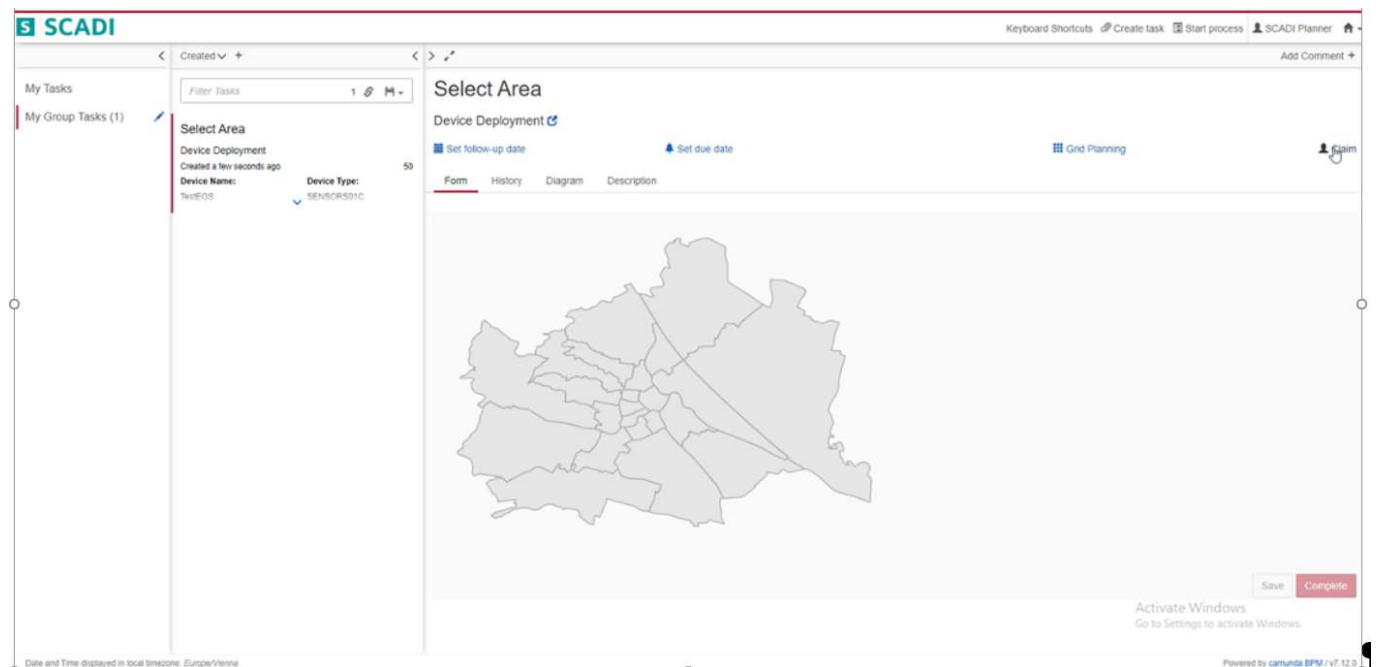 S SCADI
Keyboard Shortcuts Create task Start process SCADI Planner
Created +
Add Comment +
My Tasks
My Group Tasks (1)
Filter Tasks 1
Select Area
Device Deployment
Created a few seconds ago 50
Device Name: Device Type:
TestEGS SENSORS01C
Select Area
Device Deployment
Set follow-up date Set due date Grid Planning Claim
Form History Diagram Description
Save Complete
Activate Windows
Go to Settings to activate Windows.
Date and Time displayed in local timezone: Europe/Vienna
Powered by camunda BPM / v7.12.0